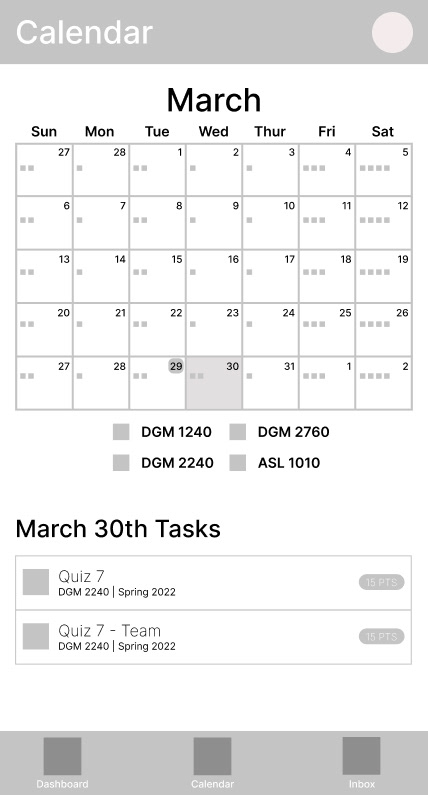 Calendar
March
Sun Mon Tue Wed Thur Fri Sat
27 28 1 2 3 4 5
6 7 8 9 10 11 12
13 14 15 16 17 18 19
20 21 22 23 24 25 26
27 28 29 30 31 1 2
DGM 1240 DGM 2760
DGM 2240 ASL 1010
March 30th Tasks
Quiz 7
DGM 2240 | Spring 2022
15 PTS
Quiz 7 - Team
DGM 2240 | Spring 2022
15 PTS
Dashboard Calendar Inbox